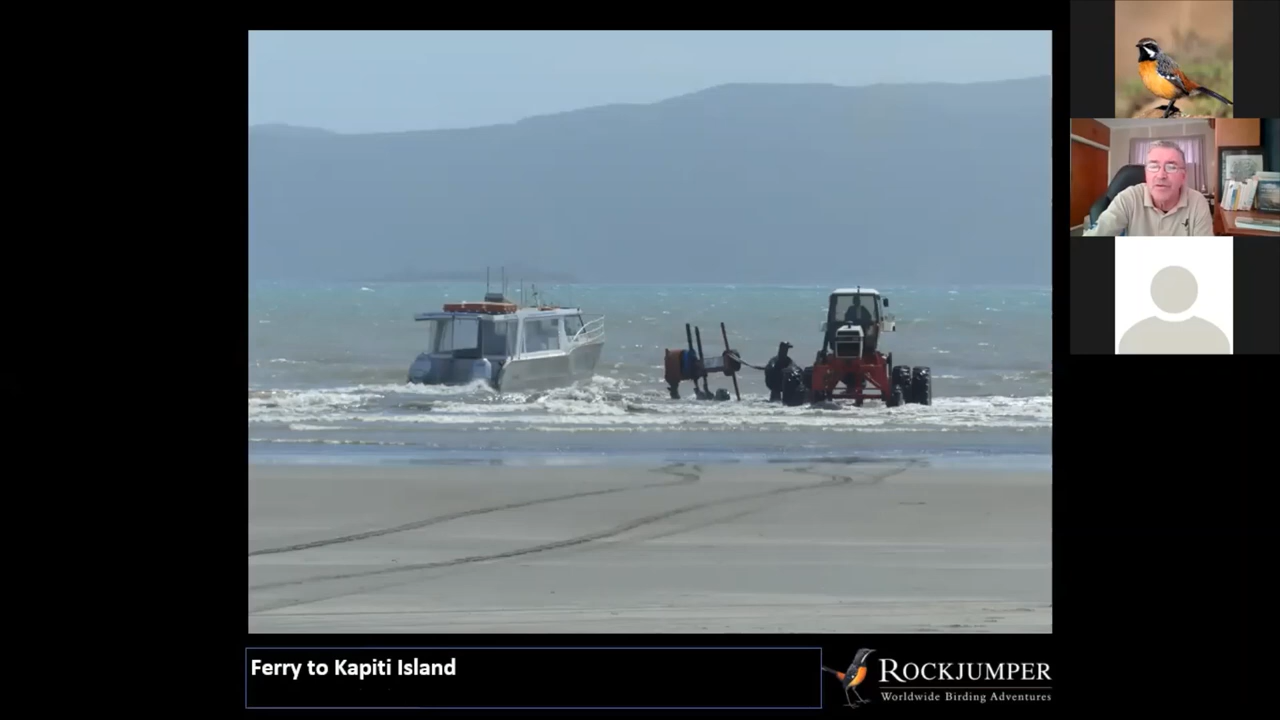 Ferry to Kapiti Island
ROCKJUMPER
Worldwide Birding Adventures